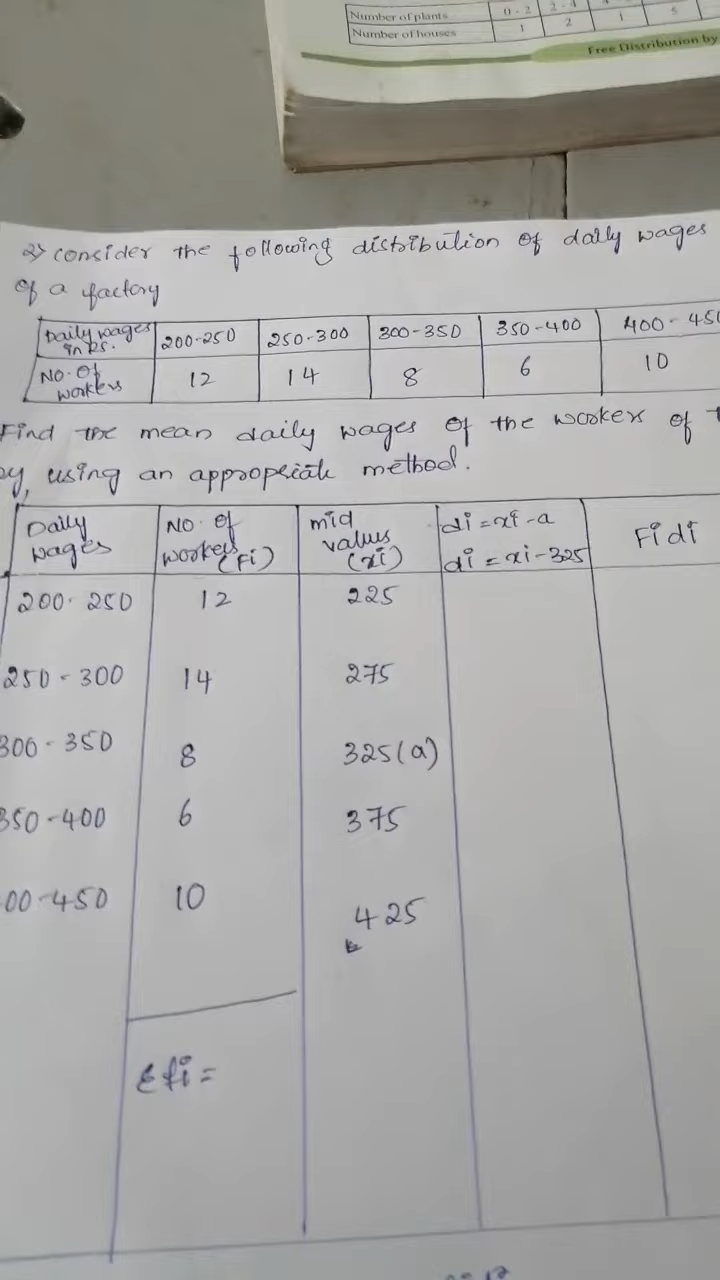 Number of plants 0 - 2 2 - 4
Number of houses 1 2 1 5
Free Distribution by
2) consider the following distribution of daily wages
of a factory
Daily wages in rs. 200-250 250-300 300-350 350-400 400-450
No. of workers 12 14 8 6 10
Find the mean daily wages of the workers of
by using an appropriate method.
Daily wages No. of workers (Fi) mid values (xi) di = xi - a di = xi - 325 Fidi
200-250 12 225
250-300 14 275
300-350 8 325(a)
350-400 6 375
00-450 10 425
Σfi =